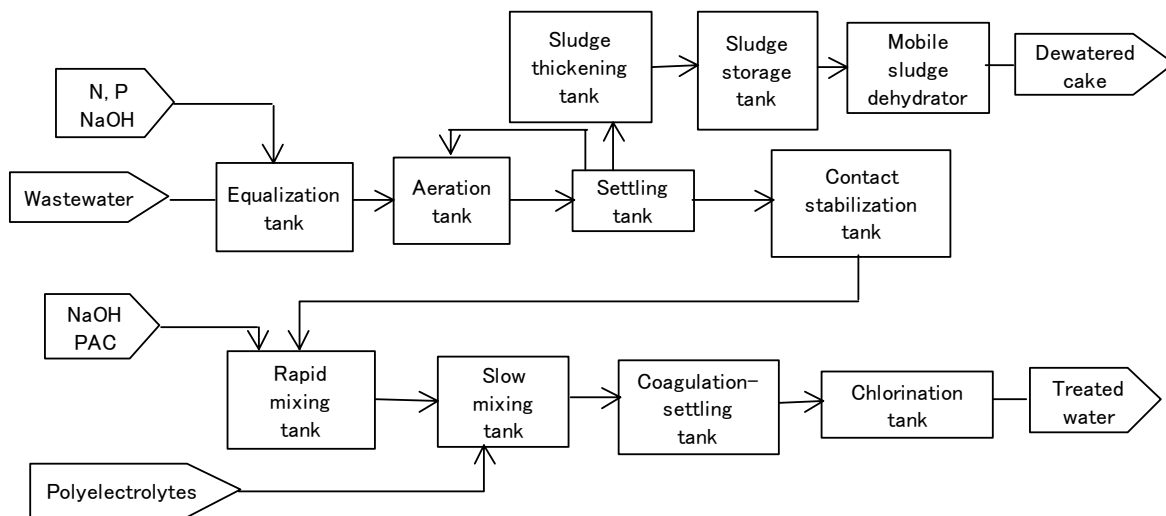 Sludge
thickening
tank
Sludge
storage
tank
Mobile
sludge
dehydrator
Dewatered
cake
N, P
NaOH
Wastewater
Equalization
tank
Aeration
tank
Settling
tank
Contact
stabilization
tank
NaOH
PAC
Rapid
mixing
tank
Slow
mixing
tank
Coagulation-
settling
tank
Chlorination
tank
Treated
water
Polyelectrolytes